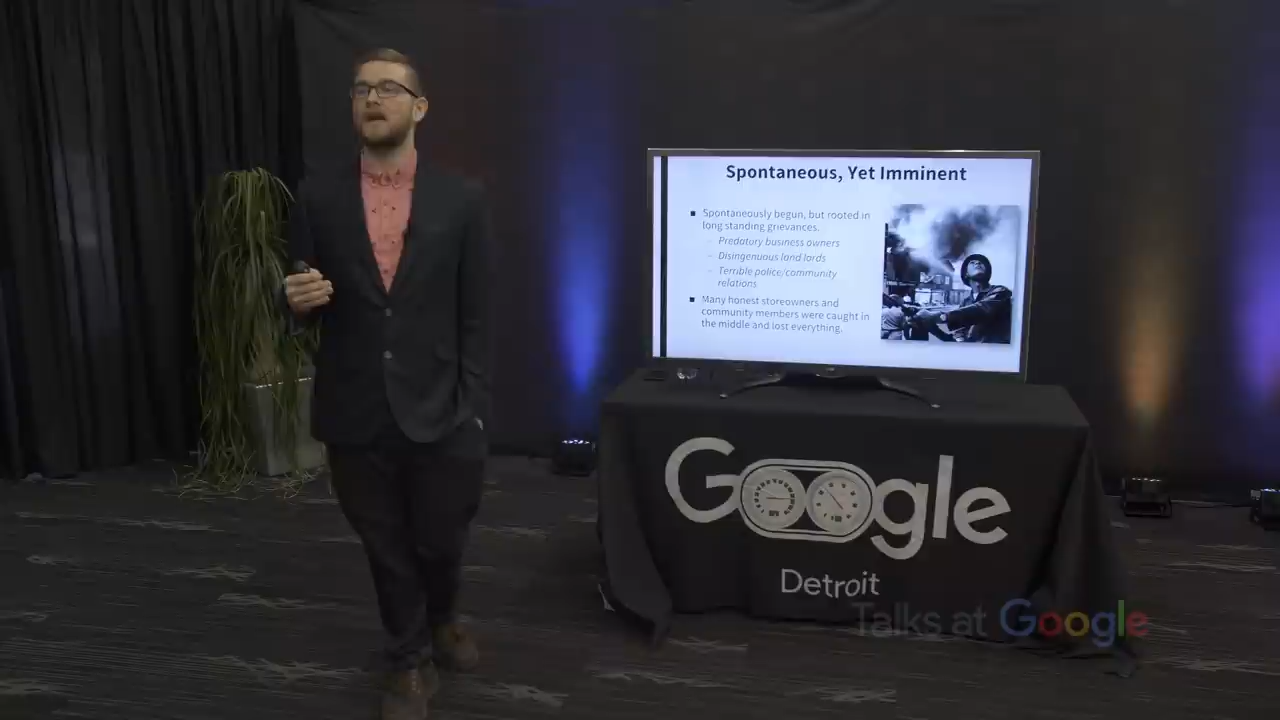 Spontaneous, Yet Imminent
Spontaneously begun, but rooted in
long standing grievances.
Predatory business owners
Disingenuous land lords
Terrible police/community
relations
Many honest storeowners and
community members were caught in
the middle and lost everything.
Google
Detroit
Talks at Google